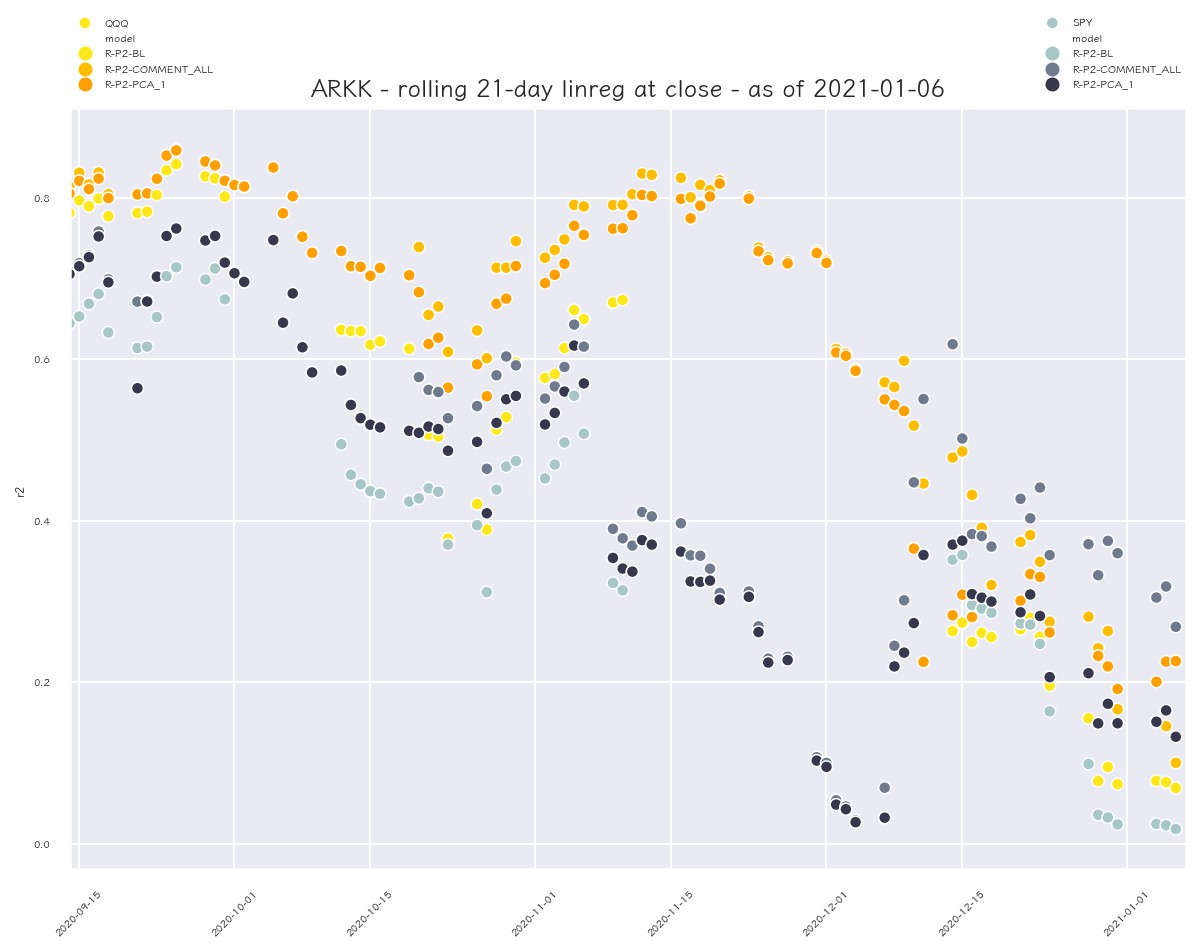 QQQ
model
R-P2-BL
R-P2-COMMENT_ALL
R-P2-PCA_1
SPY
model
R-P2-BL
R-P2-COMMENT_ALL
R-P2-PCA_1
ARKK - rolling 21-day linreg at close - as of 2021-01-06
r2
0.8
0.6
0.4
0.2
0.0
2020-09-15
2020-10-01
2020-10-15
2020-11-01
2020-11-15
2020-12-01
2020-12-15
2021-01-01